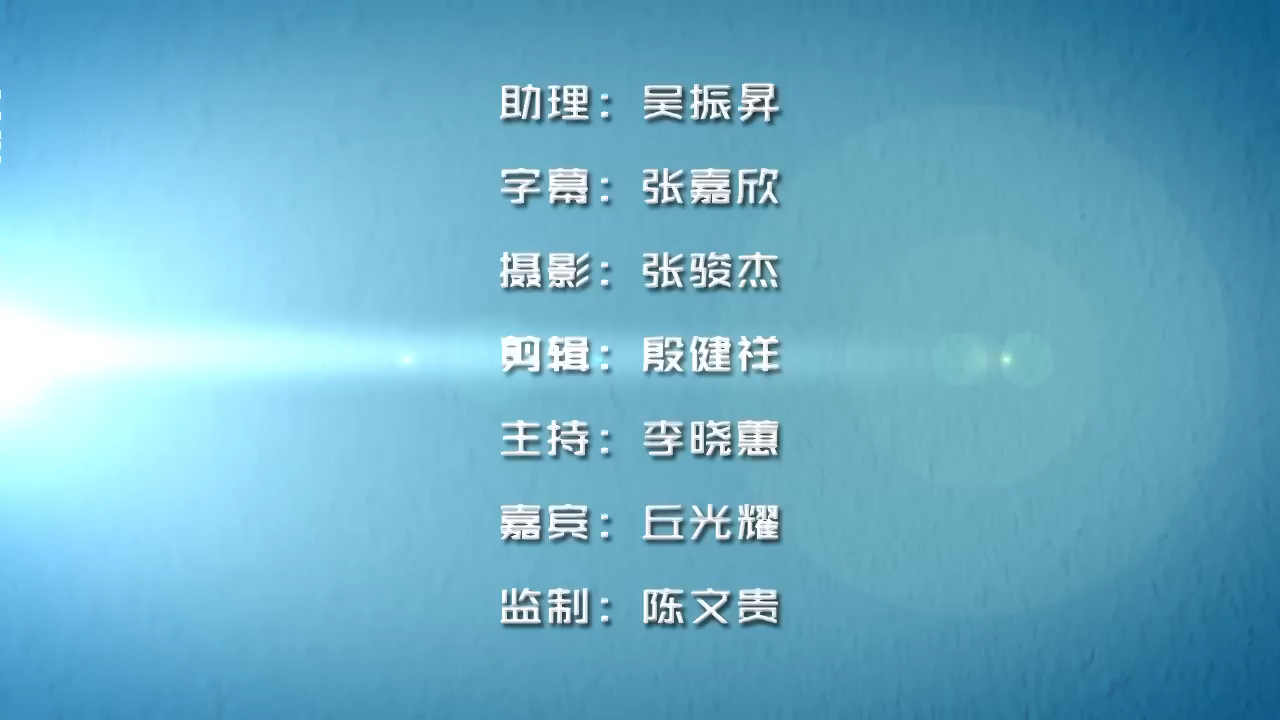 助理：吴振昇
字幕：张嘉欣
摄影：张骏杰
剪辑：殷健祥
主持：李晓蕙
嘉宾：丘光耀
监制：陈文贵